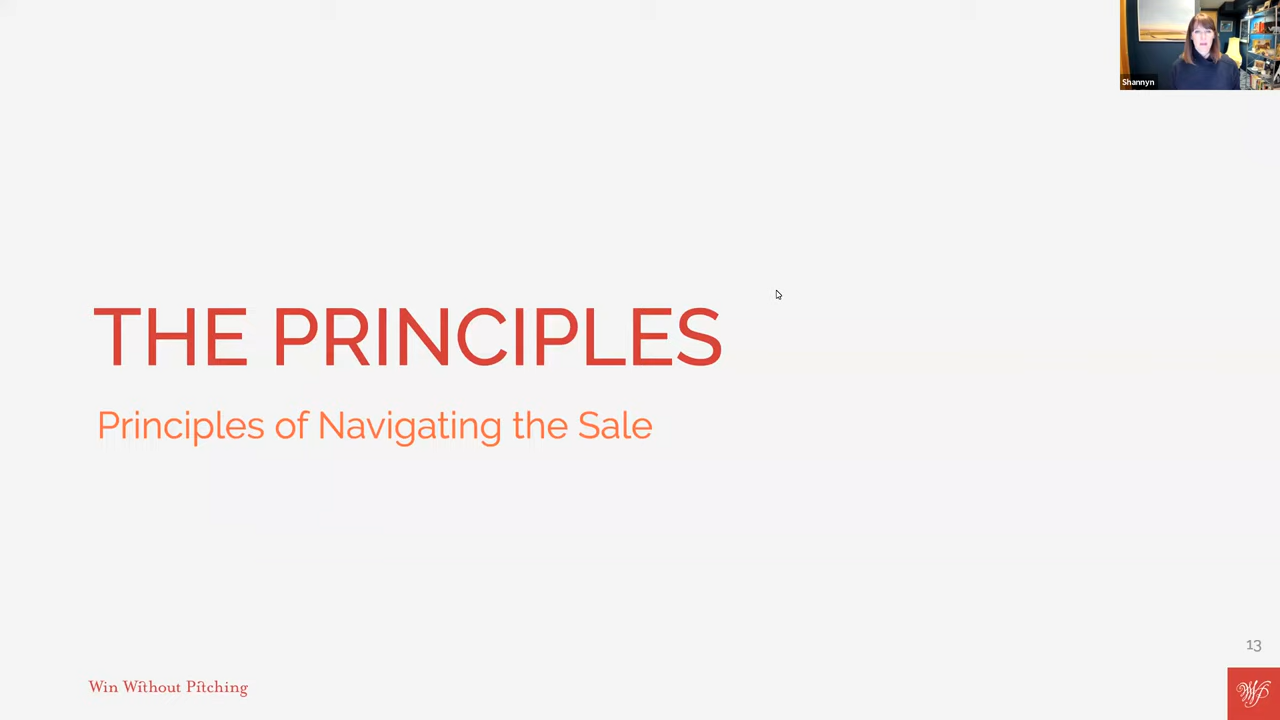 Shannyn
THE PRINCIPLES
Principles of Navigating the Sale
13
Win Without Pitching